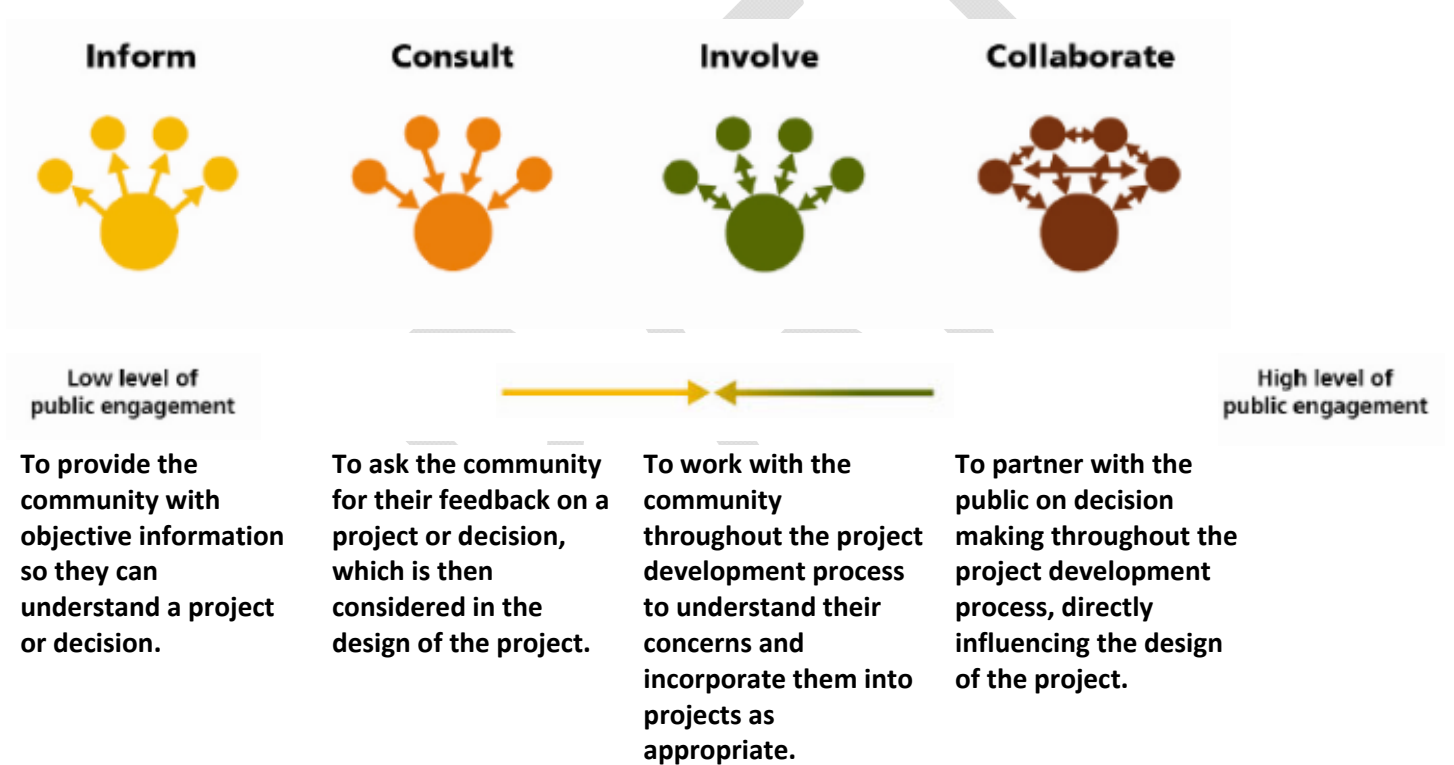 Inform
Consult
Involve
Collaborate
Low level of
public engagement
High level of
public engagement
To provide the
community with
objective information
so they can
understand a project
or decision.
To ask the community
for their feedback on a
project or decision,
which is then
considered in the
design of the project.
To work with the
community
throughout the project
development process
to understand their
concerns and
incorporate them into
projects as
appropriate.
To partner with the
public on decision
making throughout the
project development
process, directly
influencing the design
of the project.